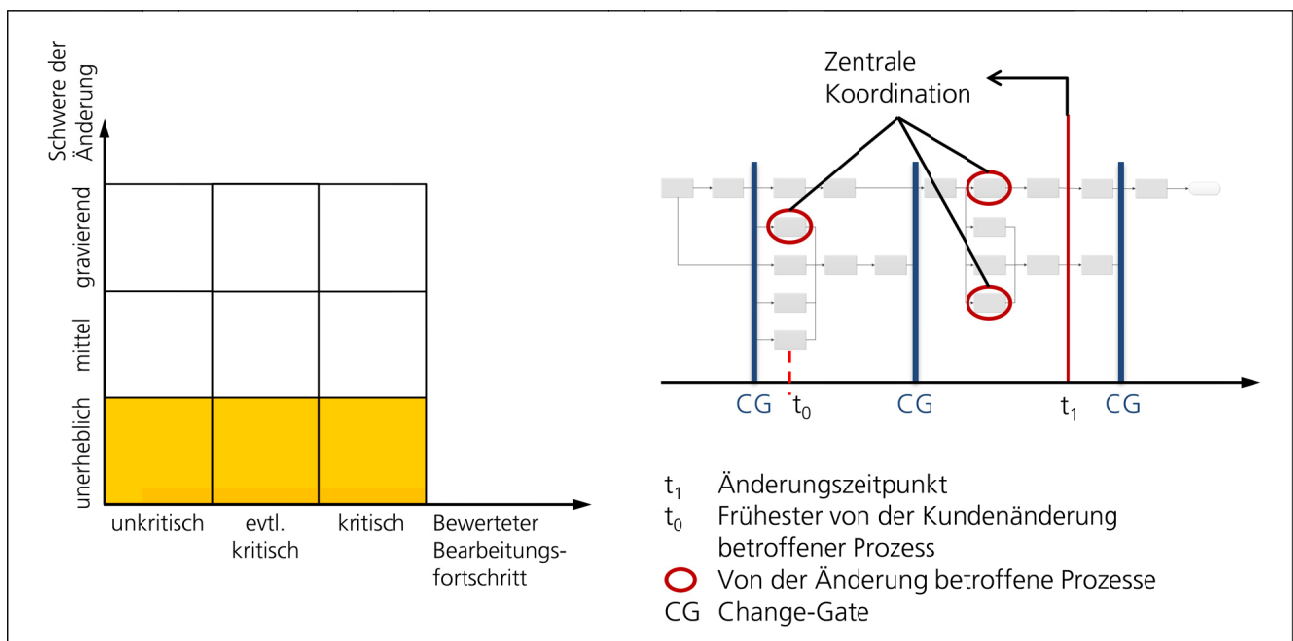 Schwere der
Änderung
gravierend
mittel
unerheblich
unkritisch
evtl.
kritisch
kritisch
Bewerteter
Bearbeitungs-
fortschritt
Zentrale
Koordination
CG
t0
CG
t1
CG
t1 Änderungszeitpunkt
t0 Frühester von der Kundenänderung
betroffener Prozess
Von der Änderung betroffene Prozesse
CG Change-Gate